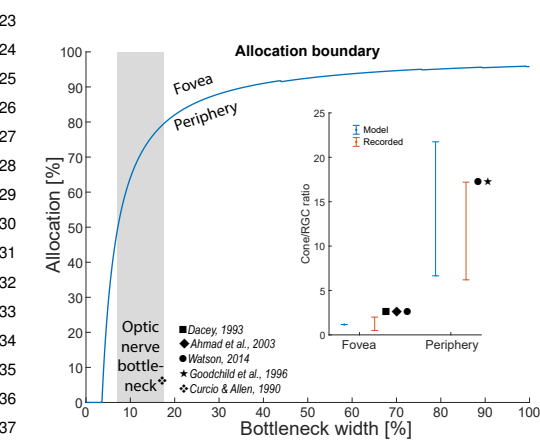 23
24
25
26
27
28
29
30
31
32
33
34
35
36
37
Allocation boundary
Allocation [%]
100
90
80
70
60
50
40
30
20
10
0
Fovea
Periphery
Optic
nerve
bottle-
neck❖
■Dacey, 1993
◆Ahmad et al., 2003
●Watson, 2014
★Goodchild et al., 1996
❖Curcio & Allen, 1990
Cone/RGC ratio
25
20
15
10
5
0
Model
Recorded
Fovea Periphery
0 10 20 30 40 50 60 70 80 90 100
Bottleneck width [%]